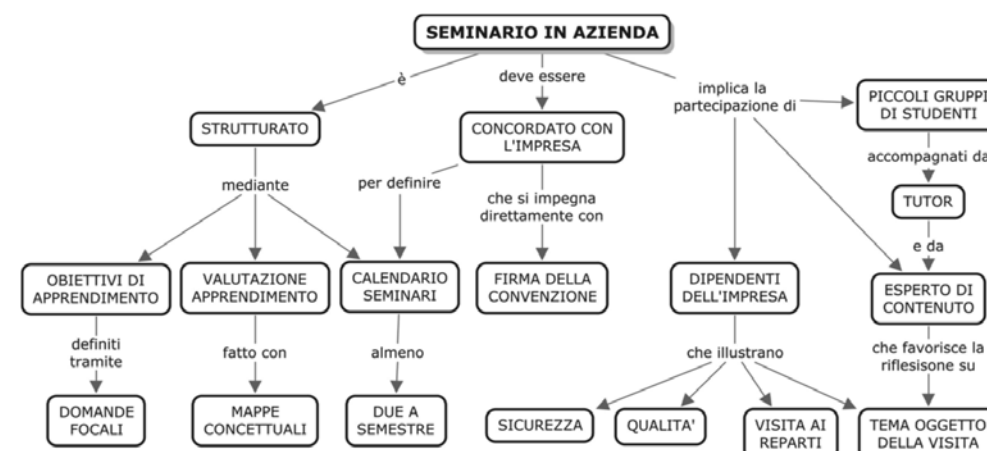 SEMINARIO IN AZIENDA
è
deve essere
implica la
partecipazione di
PICCOLI GRUPPI
DI STUDENTI
STRUTTURATO
CONCORDATO CON
L'IMPRESA
accompagnati da
mediante
per definire
che si impegna
direttamente con
TUTOR
e da
OBIETTIVI DI
APPRENDIMENTO
VALUTAZIONE
APPRENDIMENTO
CALENDARIO
SEMINARI
FIRMA DELLA
CONVENZIONE
DIPENDENTI
DELL'IMPRESA
ESPERTO DI
CONTENUTO
definiti
tramite
fatto con
almeno
che illustrano
che favorisce la
riflesisone su
DOMANDE
FOCALI
MAPPE
CONCETTUALI
DUE A
SEMESTRE
SICUREZZA
QUALITA'
VISITA AI
REPARTI
TEMA OGGETTO
DELLA VISITA